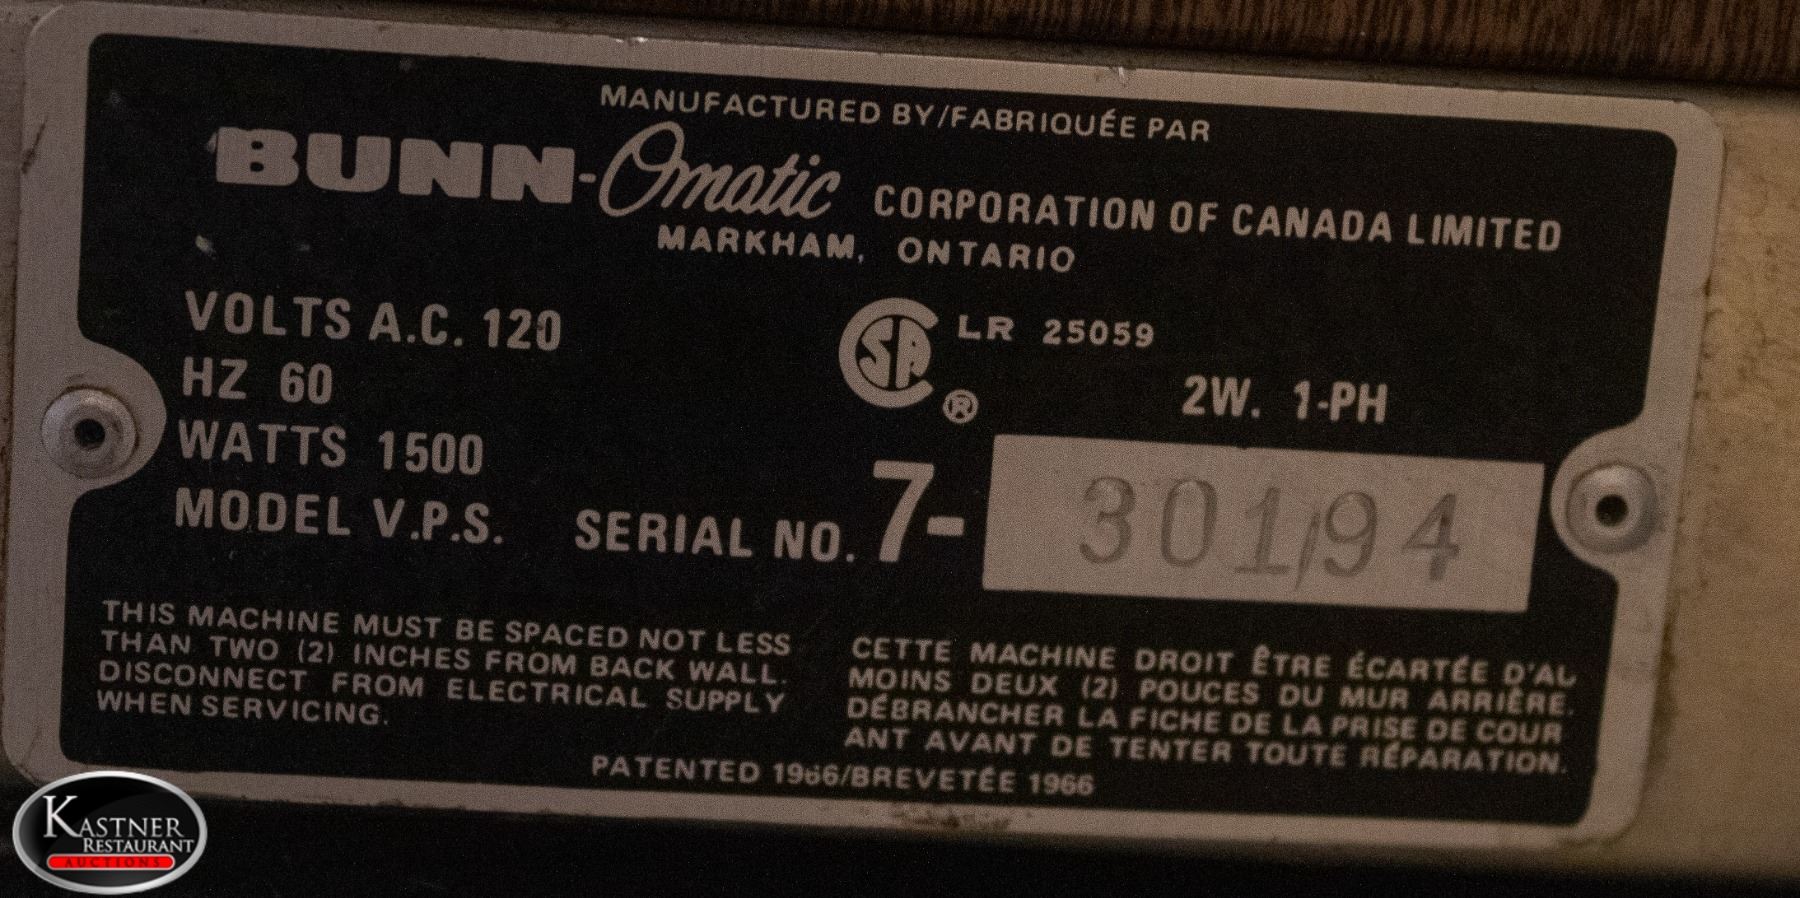 MANUFACTURED BY/FABRIQUÉE PAR
BUNN-Omatic CORPORATION OF CANADA LIMITED
MARKHAM, ONTARIO
VOLTS A.C. 120
HZ 60
WATTS 1500
MODEL V.P.S.
CSA ® LR 25059
2W. 1-PH
SERIAL NO. 7- 301/94
THIS MACHINE MUST BE SPACED NOT LESS
THAN TWO (2) INCHES FROM BACK WALL.
DISCONNECT FROM ELECTRICAL SUPPLY
WHEN SERVICING.
CETTE MACHINE DROIT ÊTRE ÉCARTÉE D'AU
MOINS DEUX (2) POUCES DU MUR ARRIÈRE.
DÉBRANCHER LA FICHE DE LA PRISE DE COUR
ANT AVANT DE TENTER TOUTE RÉPARATION.
PATENTED 1966/BREVETÉE 1966
KASTNER
RESTAURANT
AUCTIONS